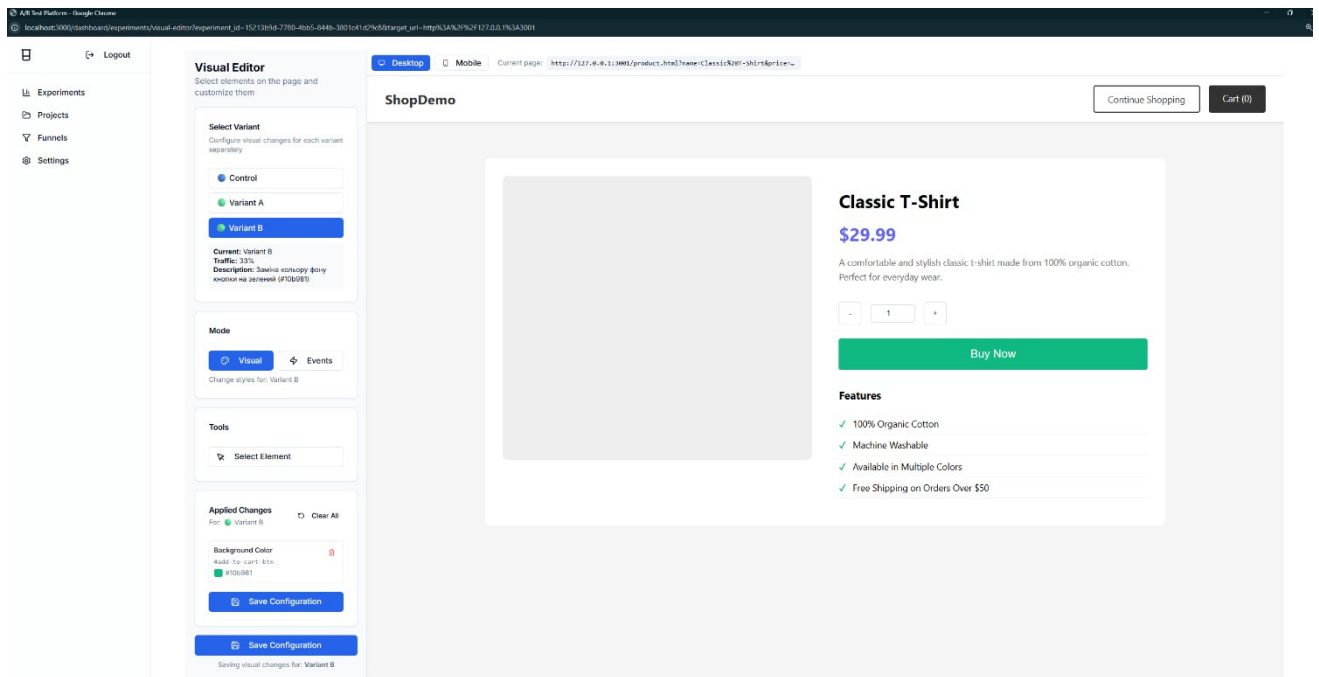 A/B Test Platform - Google Chrome
localhost:3000/dashboard/experiments/visual-editor?experiment_id=15213b9d-7780-4bb5-844b-3801c41d29c8&target_url=http%3A%2F%2F127.0.0.1%3A3001
Logout
Experiments
Projects
Funnels
Settings
Visual Editor
Select elements on the page and
customize them
Select Variant
Configure visual changes for each variant
separately
Control
Variant A
Variant B
Current: Variant B
Traffic: 33%
Description: Заміна кольору фону
кнопки на зелений (#10b981)
Mode
Visual
Events
Change styles for: Variant B
Tools
Select Element
Applied Changes
Clear All
For: Variant B
Background Color
#add-to-cart-btn
#10b981
Save Configuration
Save Configuration
Saving visual changes for: Variant B
Desktop
Mobile
Current page: http://127.0.0.1:3001/product.html?name=Classic%20T-Shirt&price=…
ShopDemo
Continue Shopping
Cart (0)
Classic T-Shirt
$29.99
A comfortable and stylish classic t-shirt made from 100% organic cotton.
Perfect for everyday wear.
- 1 +
Buy Now
Features
✓ 100% Organic Cotton
✓ Machine Washable
✓ Available in Multiple Colors
✓ Free Shipping on Orders Over $50